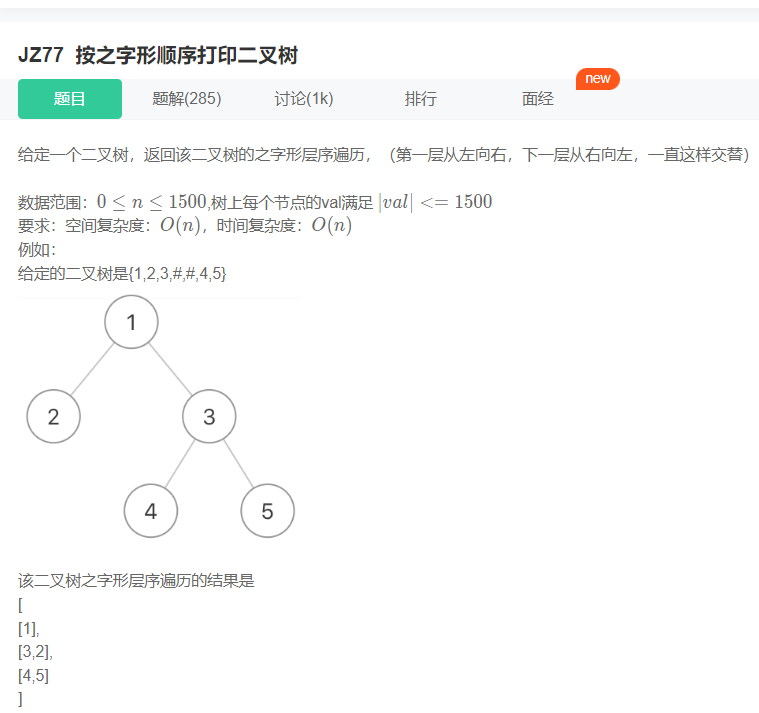 JZ77 按之字形顺序打印二叉树
题目 题解(285) 讨论(1k) 排行 面经 new
给定一个二叉树，返回该二叉树的之字形层序遍历，（第一层从左向右，下一层从右向左，一直这样交替）
数据范围：0 ≤ n ≤ 1500,树上每个节点的val满足 |val| <= 1500
要求：空间复杂度：O(n)，时间复杂度：O(n)
例如：
给定的二叉树是{1,2,3,#,#,4,5}
1
2 3
4 5
该二叉树之字形层序遍历的结果是
[
[1],
[3,2],
[4,5]
]